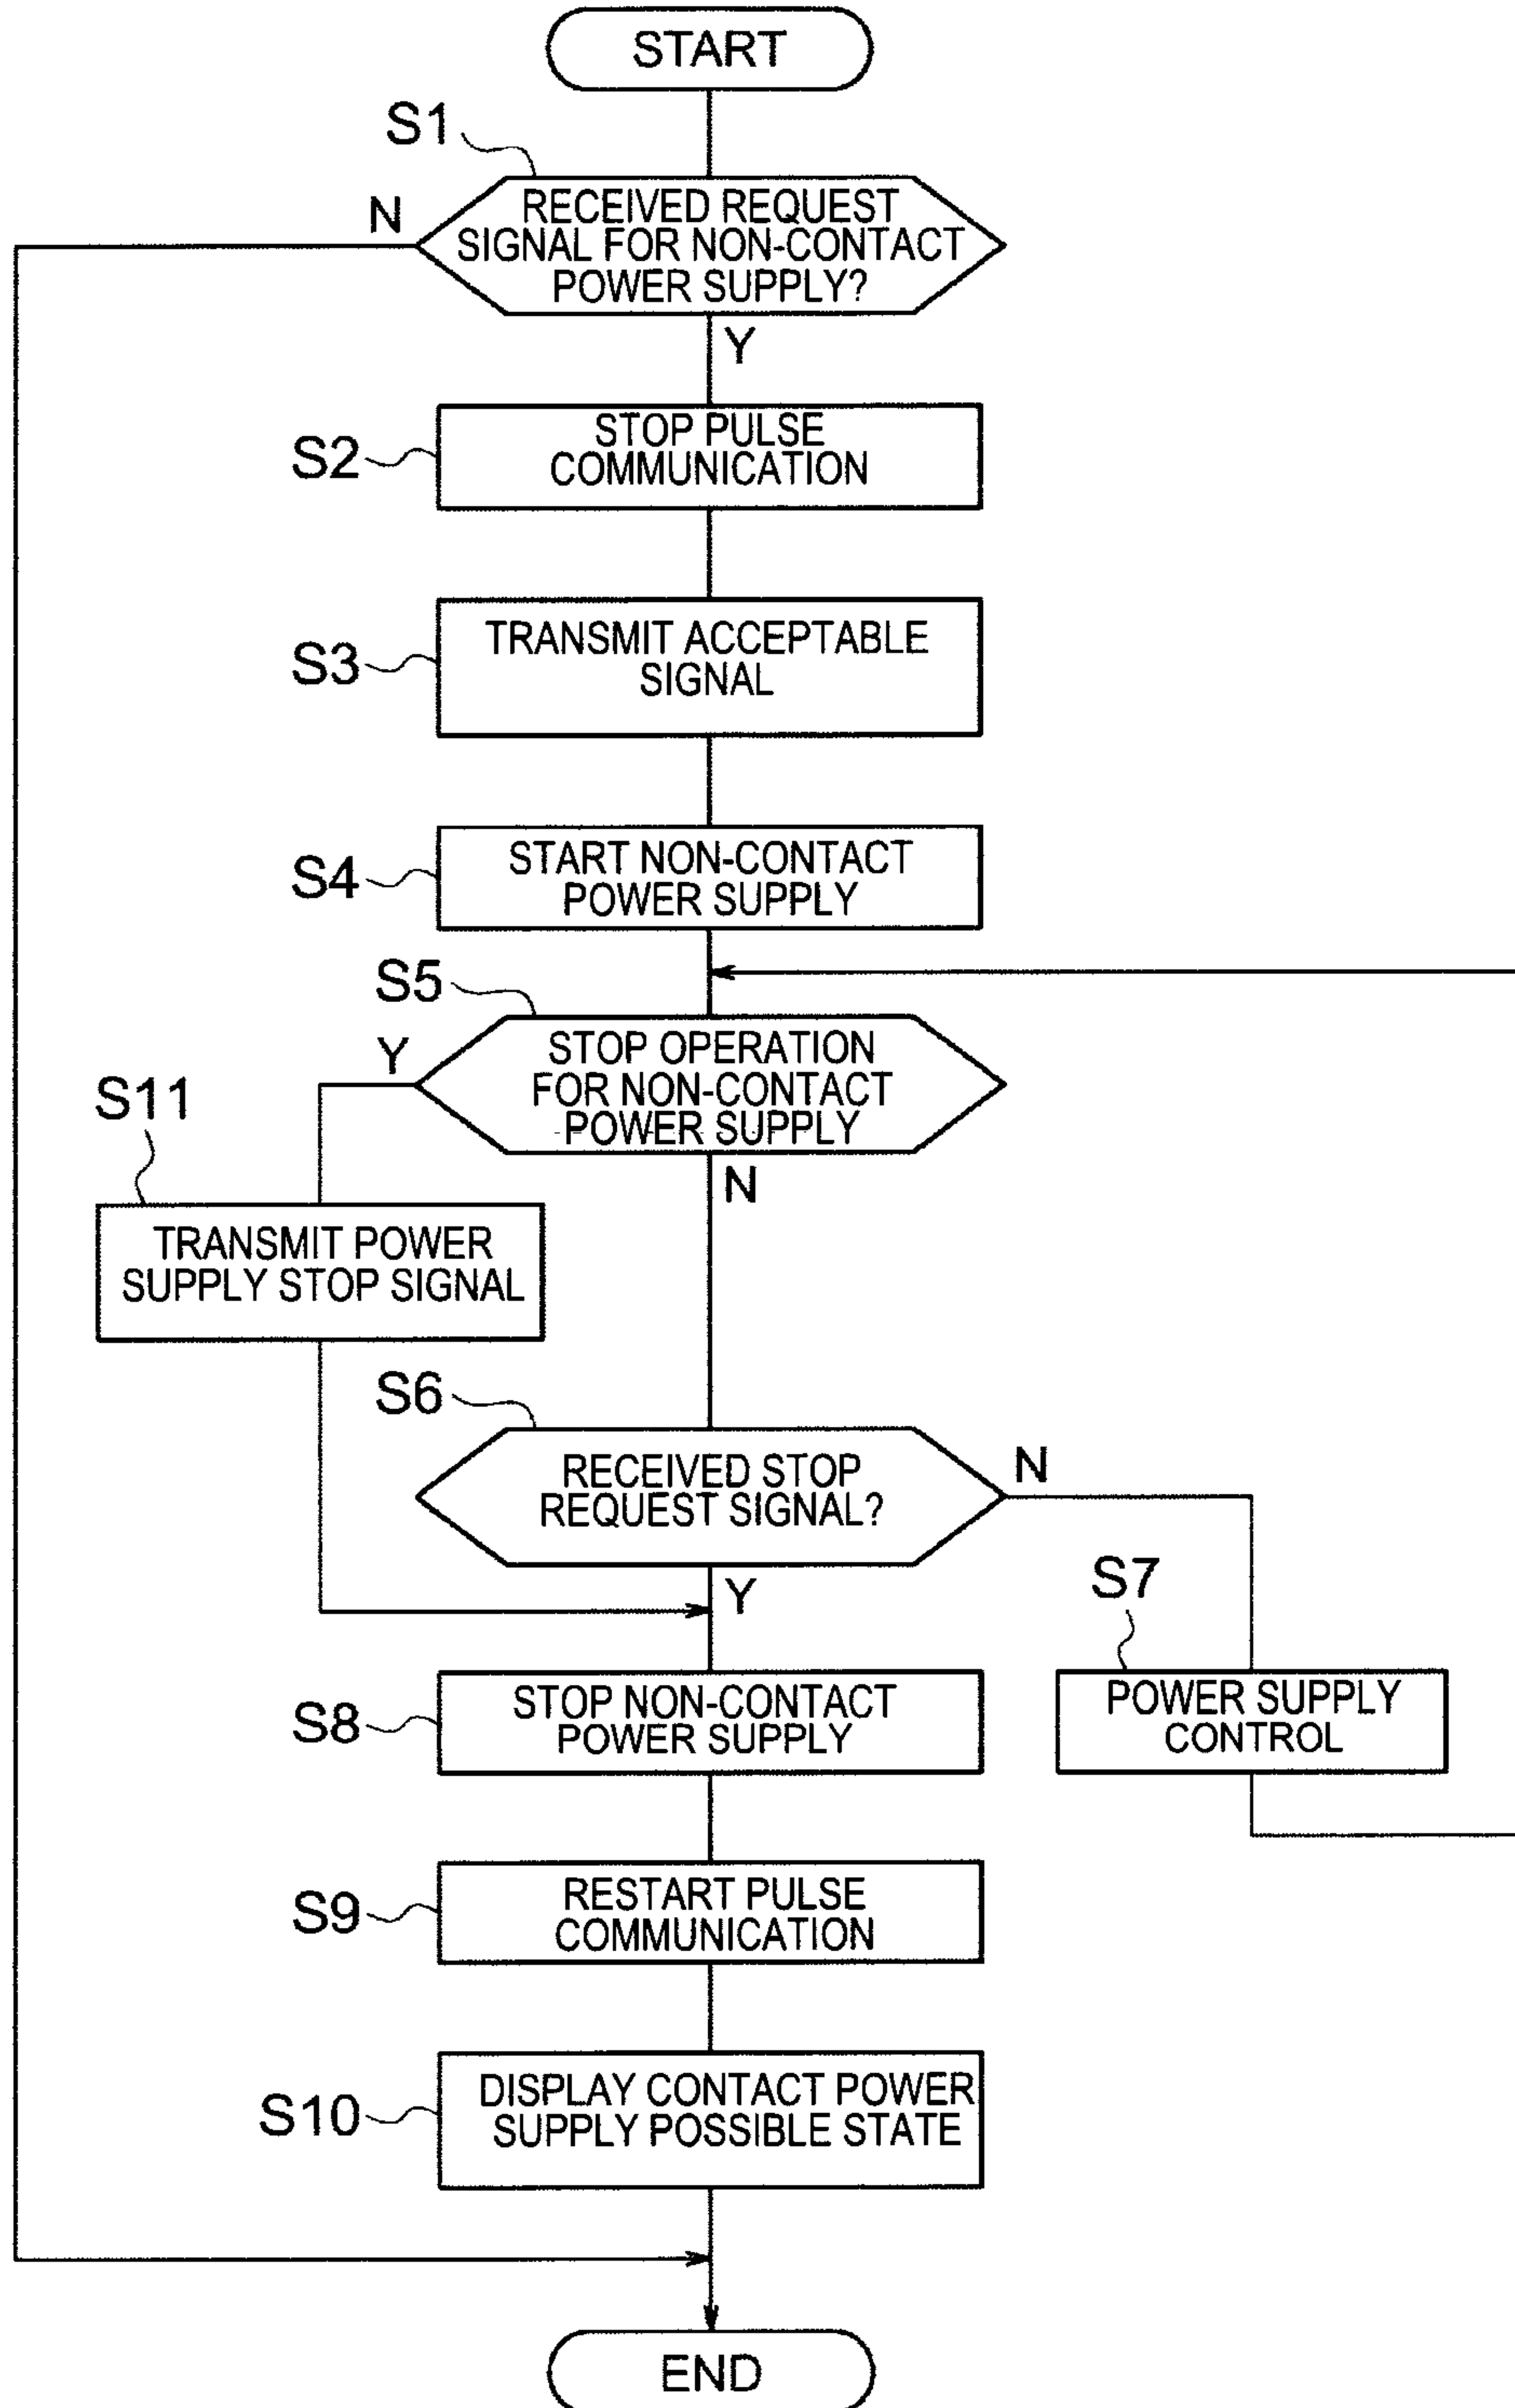 START
S1
N
RECEIVED REQUEST
SIGNAL FOR NON-CONTACT
POWER SUPPLY?
Y
S2
STOP PULSE
COMMUNICATION
S3
TRANSMIT ACCEPTABLE
SIGNAL
S4
START NON-CONTACT
POWER SUPPLY
S5
Y
STOP OPERATION
FOR NON-CONTACT
POWER SUPPLY
N
S11
TRANSMIT POWER
SUPPLY STOP SIGNAL
S6
RECEIVED STOP
REQUEST SIGNAL?
N
Y
S7
POWER SUPPLY
CONTROL
S8
STOP NON-CONTACT
POWER SUPPLY
S9
RESTART PULSE
COMMUNICATION
S10
DISPLAY CONTACT POWER
SUPPLY POSSIBLE STATE
END